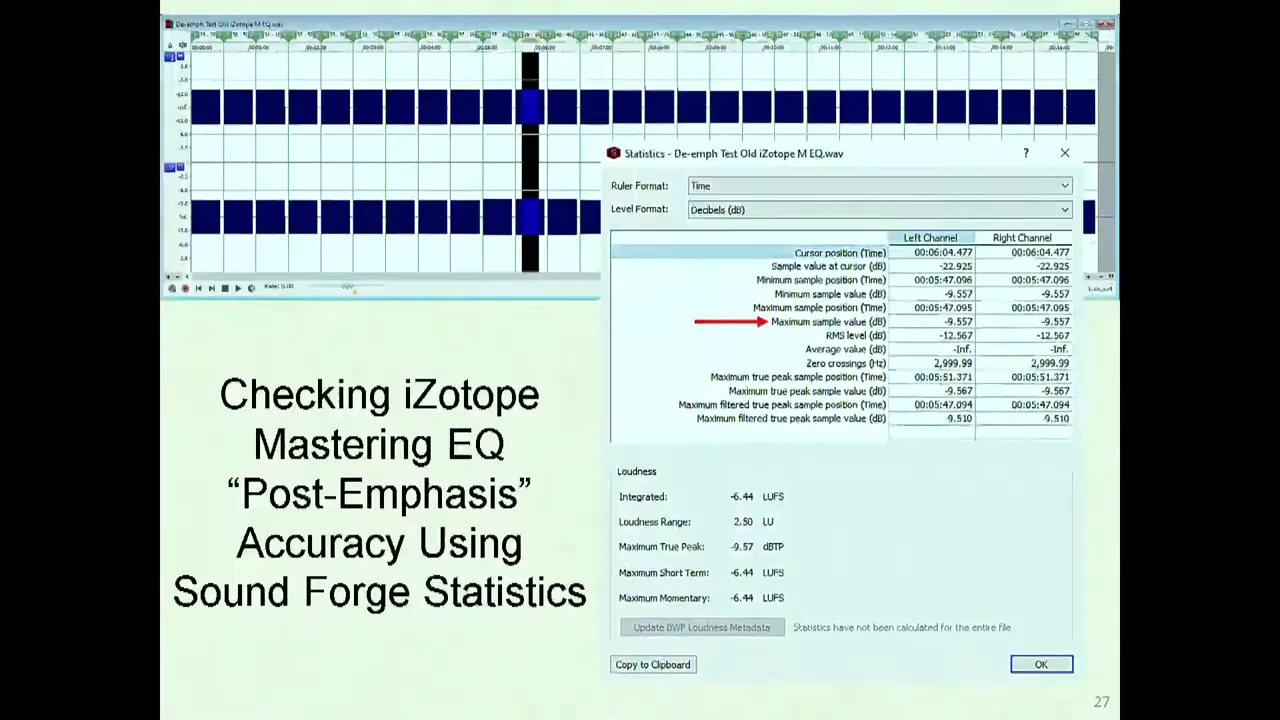 De-emph Test Old iZotope M EQ.wav
Rate: 0.00
Statistics - De-emph Test Old iZotope M EQ.wav
?
Ruler Format: Time
Level Format: Decibels (dB)
Left Channel Right Channel
Cursor position (Time) 00:06:04.477 00:06:04.477
Sample value at cursor (dB) -22.925 -22.925
Minimum sample position (Time) 00:05:47.096 00:05:47.096
Minimum sample value (dB) -9.557 -9.557
Maximum sample position (Time) 00:05:47.095 00:05:47.095
Maximum sample value (dB) -9.557 -9.557
RMS level (dB) -12.567 -12.567
Average value (dB) -Inf. -Inf.
Zero crossings (Hz) 2,999.99 2,999.99
Maximum true peak sample position (Time) 00:05:51.371 00:05:51.371
Maximum true peak sample value (dB) -9.567 -9.567
Maximum filtered true peak sample position (Time) 00:05:47.094 00:05:47.094
Maximum filtered true peak sample value (dB) -9.510 -9.510
Loudness
Integrated: -6.44 LUFS
Loudness Range: 2.50 LU
Maximum True Peak: -9.57 dBTP
Maximum Short Term: -6.44 LUFS
Maximum Momentary: -6.44 LUFS
Update BWF Loudness Metadata Statistics have not been calculated for the entire file
Copy to Clipboard OK
Checking iZotope
Mastering EQ
“Post-Emphasis”
Accuracy Using
Sound Forge Statistics
27